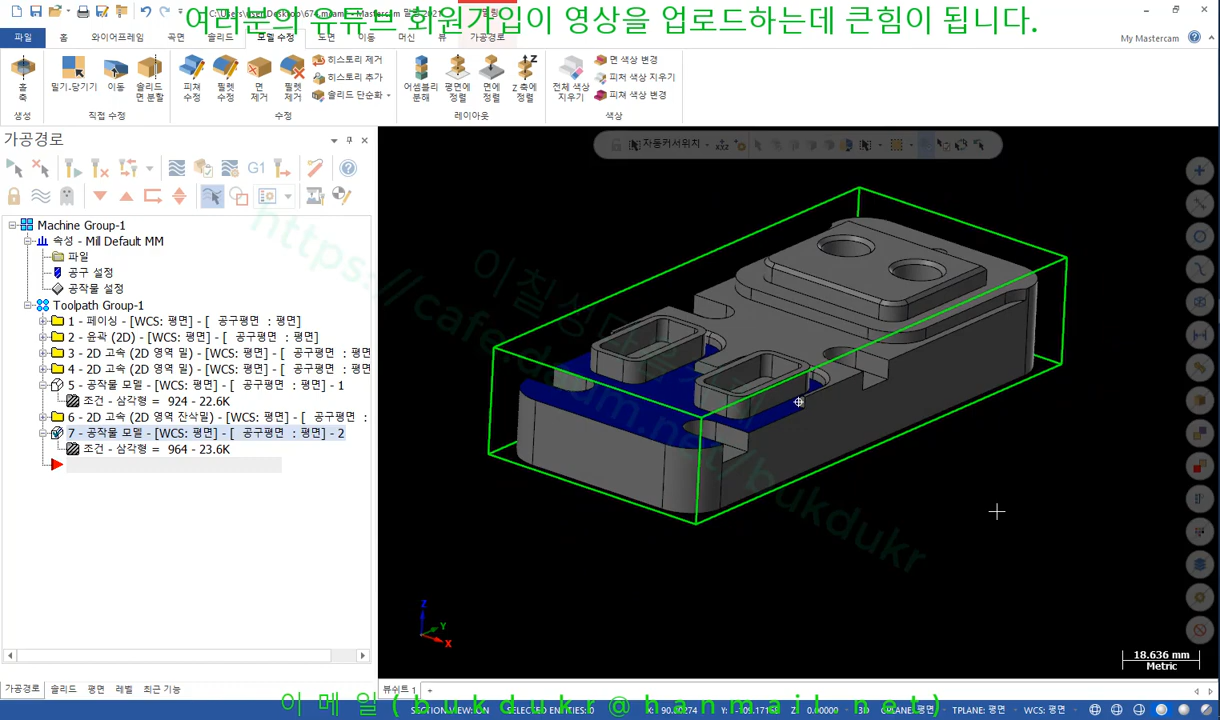 여러분의 유튜브 회원가입이 영상을 업로드하는데 큰힘이 됩니다.
파일 홈 와이어프레임 곡면 솔리드 모델 수정 도면 이동 머신 뷰 가공경로 My Mastercam
홈 축 밀기-당기기 이동 솔리드 면 분할 피쳐 수정 필렛 수정 면 제거 필렛 제거 히스토리 제거 히스토리 추가 솔리드 단순화 어셈블리 분해 평면에 정렬 면에 정렬 Z 축에 정렬 전체 색상 지우기 면 색상 변경 피쳐 색상 지우기 피쳐 색상 변경
생성 직접 수정 수정 레이아웃 색상
가공경로
자동커서위치
G1
Machine Group-1
속성 - Mill Default MM
파일
공구 설정
공작물 설정
Toolpath Group-1
1 - 페이싱 - [WCS: 평면] - [ 공구평면 : 평면]
2 - 윤곽 (2D) - [WCS: 평면] - [ 공구평면 : 평면]
3 - 2D 고속 (2D 영역 밀) - [WCS: 평면] - [ 공구평면 : 평면
4 - 2D 고속 (2D 영역 밀) - [WCS: 평면] - [ 공구평면 : 평면
5 - 공작물 모델 - [WCS: 평면] - [ 공구평면 : 평면] - 1
조건 - 삼각형 = 924 - 22.6K
6 - 2D 고속 (2D 영역 잔삭밀) - [WCS: 평면] - [ 공구평면 :
7 - 공작물 모델 - [WCS: 평면] - [ 공구평면 : 평면] - 2
조건 - 삼각형 = 964 - 23.6K
Z
Y
X
18.636 mm
Metric
가공경로 솔리드 평면 레벨 최근 기능 뷰쉬트 1 +
이 메 일 ( b u k d u k r @ h a n m a i l . n e t )
SECTION VIEW: ON SELECTED ENTITIES: 0 TPLANE: 평면 WCS: 평면